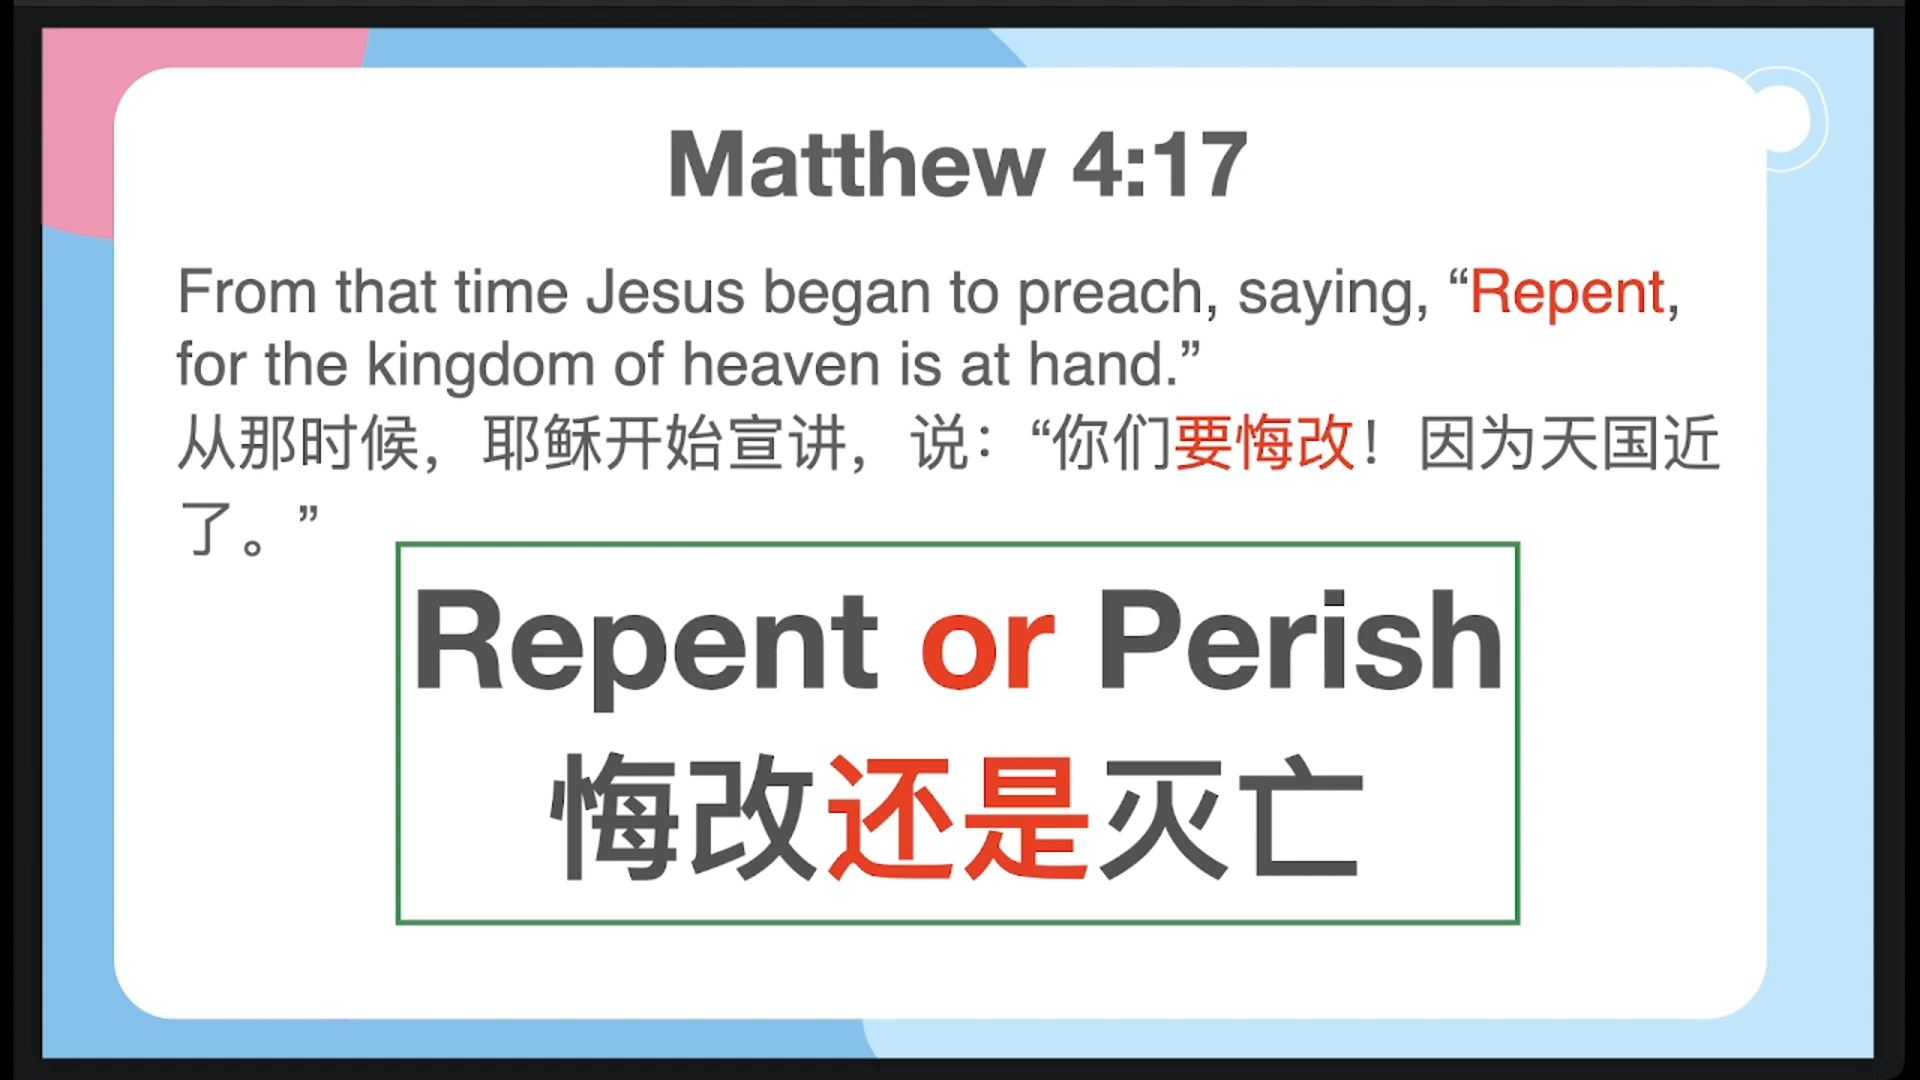 Matthew 4:17
From that time Jesus began to preach, saying, “Repent,
for the kingdom of heaven is at hand.”
从那时候，耶稣开始宣讲，说：“你们要悔改！因为天国近
了。”
Repent or Perish
悔改还是灭亡